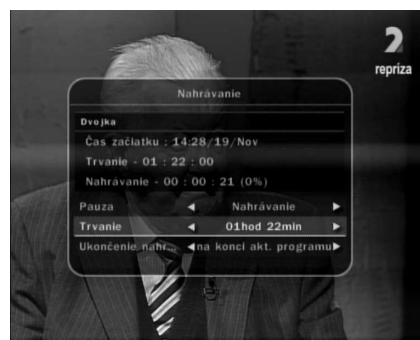 2
repríza
Nahrávanie
Dvojka
Čas začiatku : 14:28/19/Nov
Trvanie - 01 : 22 : 00
Nahrávanie - 00 : 00 : 21 (0%)
Pauza ◀ Nahrávanie ▶
Trvanie ◀ 01hod 22min ▶
Ukončenie nahr... ◀na konci akt. programu▶